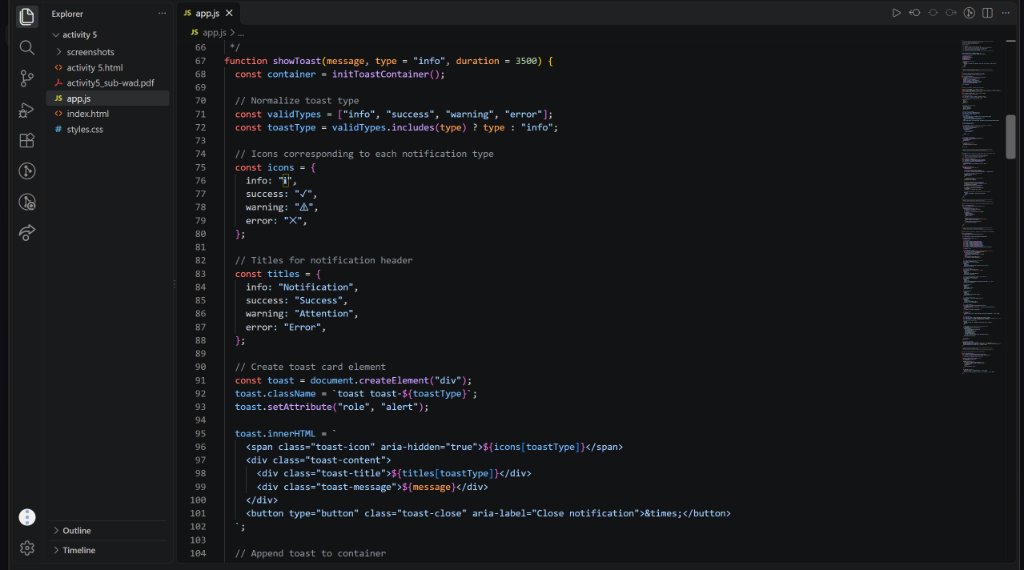 Explorer
activity 5
screenshots
activity 5.html
activity5_sub-wad.pdf
JS app.js
index.html
# styles.css
Outline
Timeline
JS app.js
JS app.js > ...
66 */
67 function showToast(message, type = "info", duration = 3500) {
68 const container = initToastContainer();
69
70 // Normalize toast type
71 const validTypes = ["info", "success", "warning", "error"];
72 const toastType = validTypes.includes(type) ? type : "info";
73
74 // Icons corresponding to each notification type
75 const icons = {
76 info: "ℹ",
77 success: "✓",
78 warning: "⚠",
79 error: "✕",
80 };
81
82 // Titles for notification header
83 const titles = {
84 info: "Notification",
85 success: "Success",
86 warning: "Attention",
87 error: "Error",
88 };
89
90 // Create toast card element
91 const toast = document.createElement("div");
92 toast.className = `toast toast-${toastType}`;
93 toast.setAttribute("role", "alert");
94
95 toast.innerHTML = `
96 <span class="toast-icon" aria-hidden="true">${icons[toastType]}</span>
97 <div class="toast-content">
98 <div class="toast-title">${titles[toastType]}</div>
99 <div class="toast-message">${message}</div>
100 </div>
101 <button type="button" class="toast-close" aria-label="Close notification">&times;</button>
102 `;
103
104 // Append toast to container